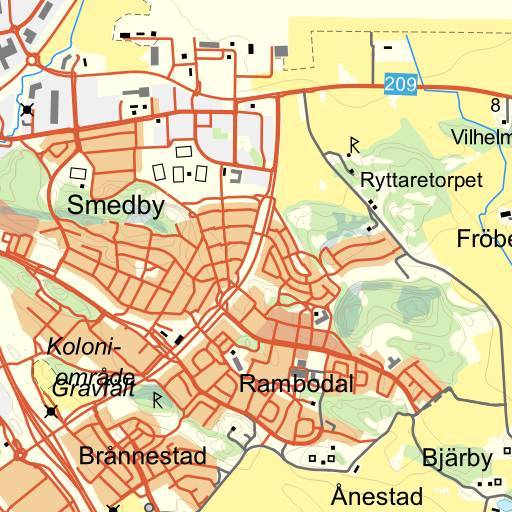 209
8
Vilhelm
Ryttaretorpet
Smedby
Fröbe
Koloni-
område
Gravfält
Rambodal
Brånnestad
Bjärby
Ånestad